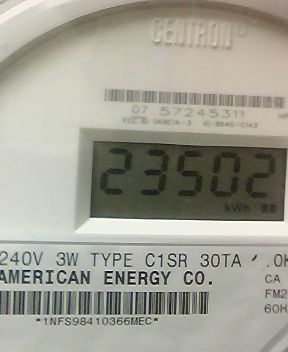 CENTRON®
07 57245311
23502
kWh
240V 3W TYPE C1SR 30TA
AMERICAN ENERGY CO.
CA
FM2
60H
*1NFS98410366MEC*